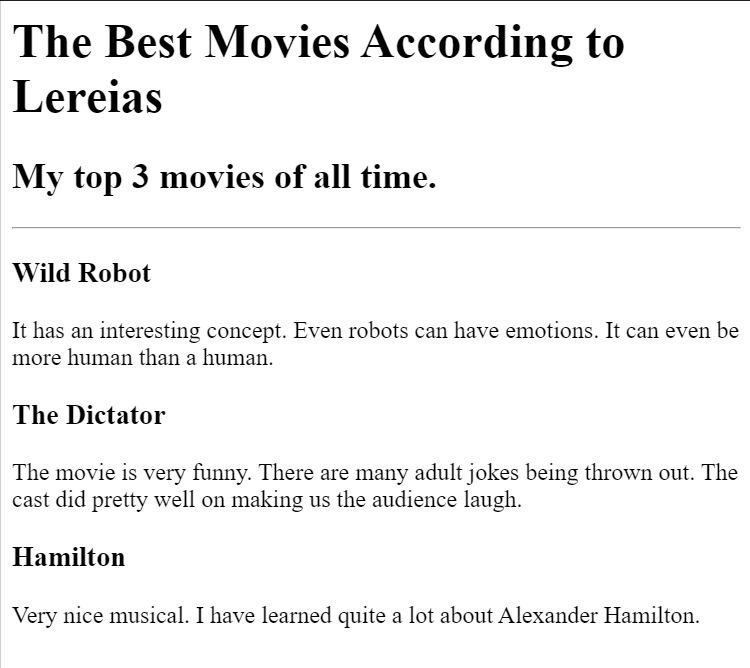 The Best Movies According to
Lereias
My top 3 movies of all time.
Wild Robot
It has an interesting concept. Even robots can have emotions. It can even be
more human than a human.
The Dictator
The movie is very funny. There are many adult jokes being thrown out. The
cast did pretty well on making us the audience laugh.
Hamilton
Very nice musical. I have learned quite a lot about Alexander Hamilton.